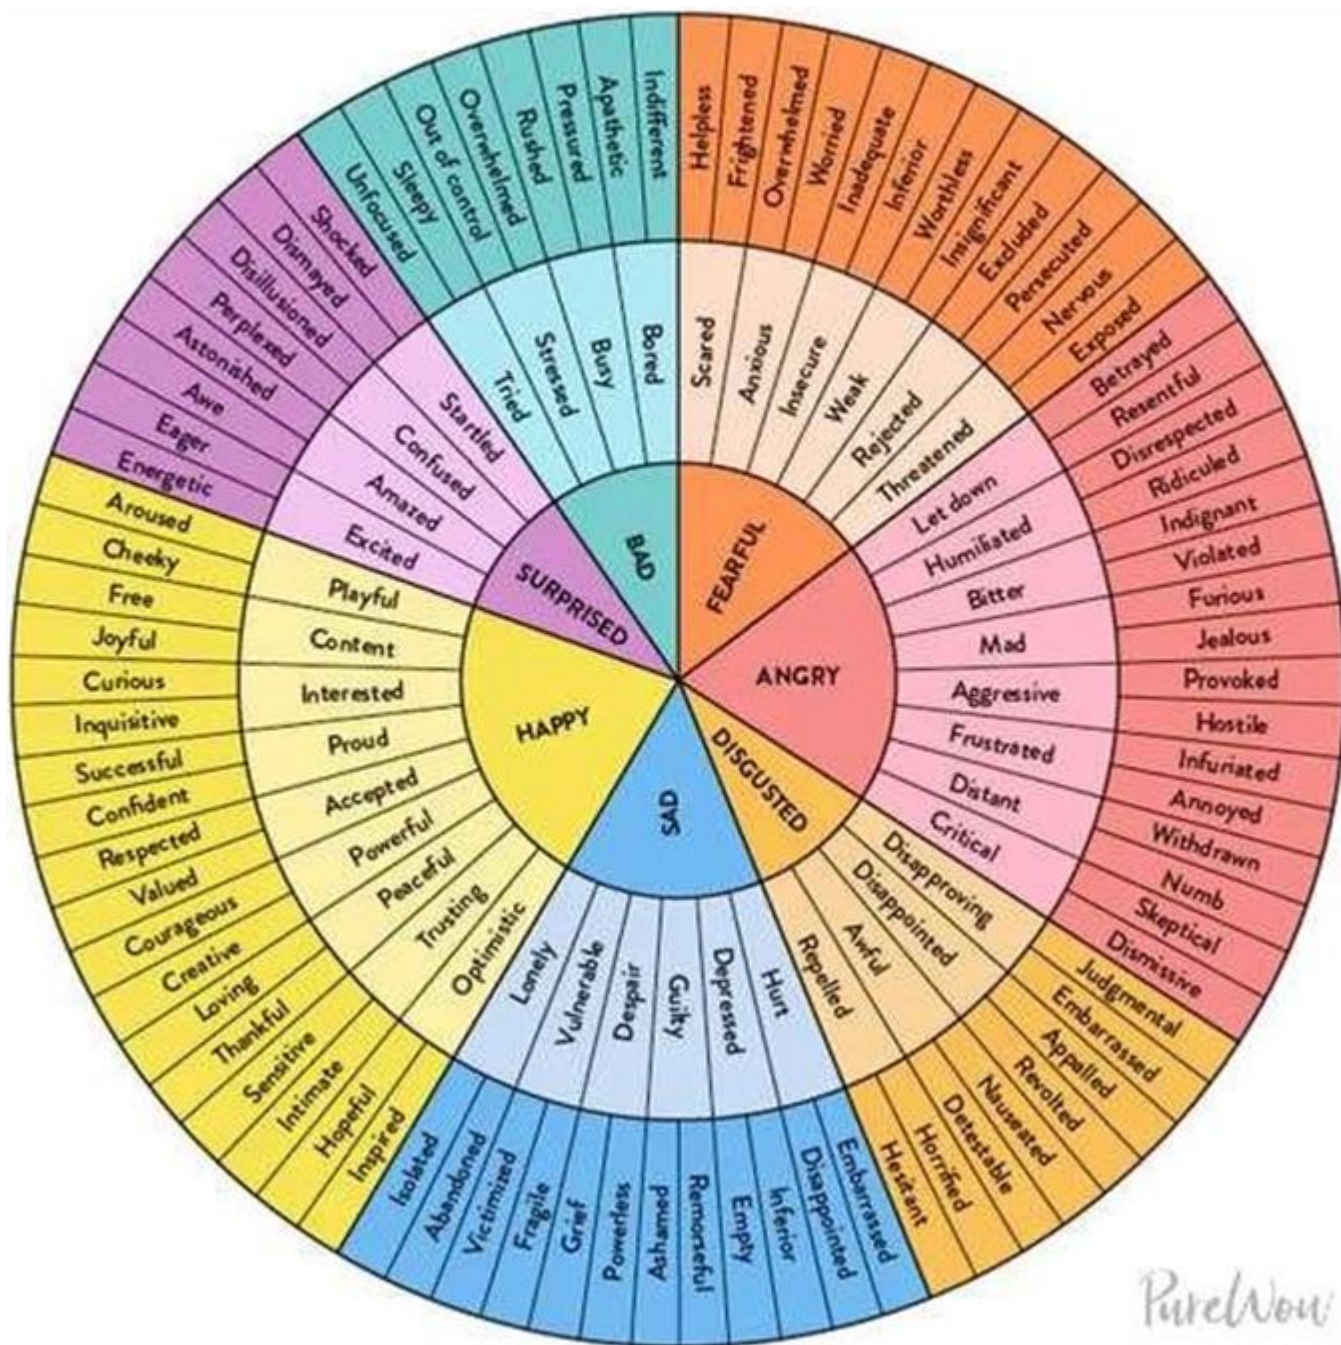 BAD
FEARFUL
ANGRY
DISGUSTED
SAD
HAPPY
SURPRISED
Tried
Stressed
Busy
Bored
Scared
Anxious
Insecure
Weak
Rejected
Threatened
Let down
Humiliated
Bitter
Mad
Aggressive
Frustrated
Distant
Critical
Disapproving
Disappointed
Awful
Repelled
Hurt
Depressed
Guilty
Despair
Vulnerable
Lonely
Optimistic
Trusting
Peaceful
Powerful
Accepted
Proud
Interested
Content
Playful
Excited
Amazed
Confused
Startled
Unfocused
Sleepy
Out of control
Overwhelmed
Rushed
Pressured
Apathetic
Indifferent
Helpless
Frightened
Overwhelmed
Worried
Inadequate
Inferior
Worthless
Insignificant
Excluded
Persecuted
Nervous
Exposed
Betrayed
Resentful
Disrespected
Ridiculed
Indignant
Violated
Furious
Jealous
Provoked
Hostile
Infuriated
Annoyed
Withdrawn
Numb
Skeptical
Dismissive
Judgmental
Embarrassed
Appelled
Revolted
Nauseated
Detestable
Horrified
Hesitant
Embarrassed
Disappointed
Inferior
Empty
Remorseful
Ashamed
Powerless
Grief
Fragile
Victimized
Abandoned
Isolated
Inspired
Hopeful
Intimate
Sensitive
Thankful
Loving
Creative
Courageous
Valued
Respected
Confident
Successful
Inquisitive
Curious
Joyful
Free
Cheeky
Aroused
Energetic
Eager
Awe
Astonished
Perplexed
Disillusioned
Dismayed
Shocked
PureWow